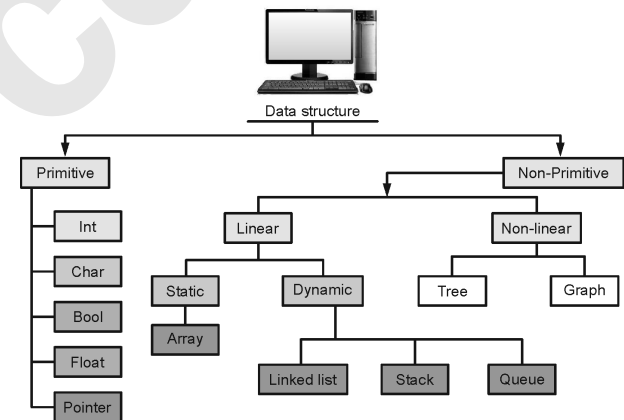 Data structure
Primitive
Non-Primitive
Int
Char
Bool
Float
Pointer
Linear
Non-linear
Static
Dynamic
Tree
Graph
Array
Linked list
Stack
Queue